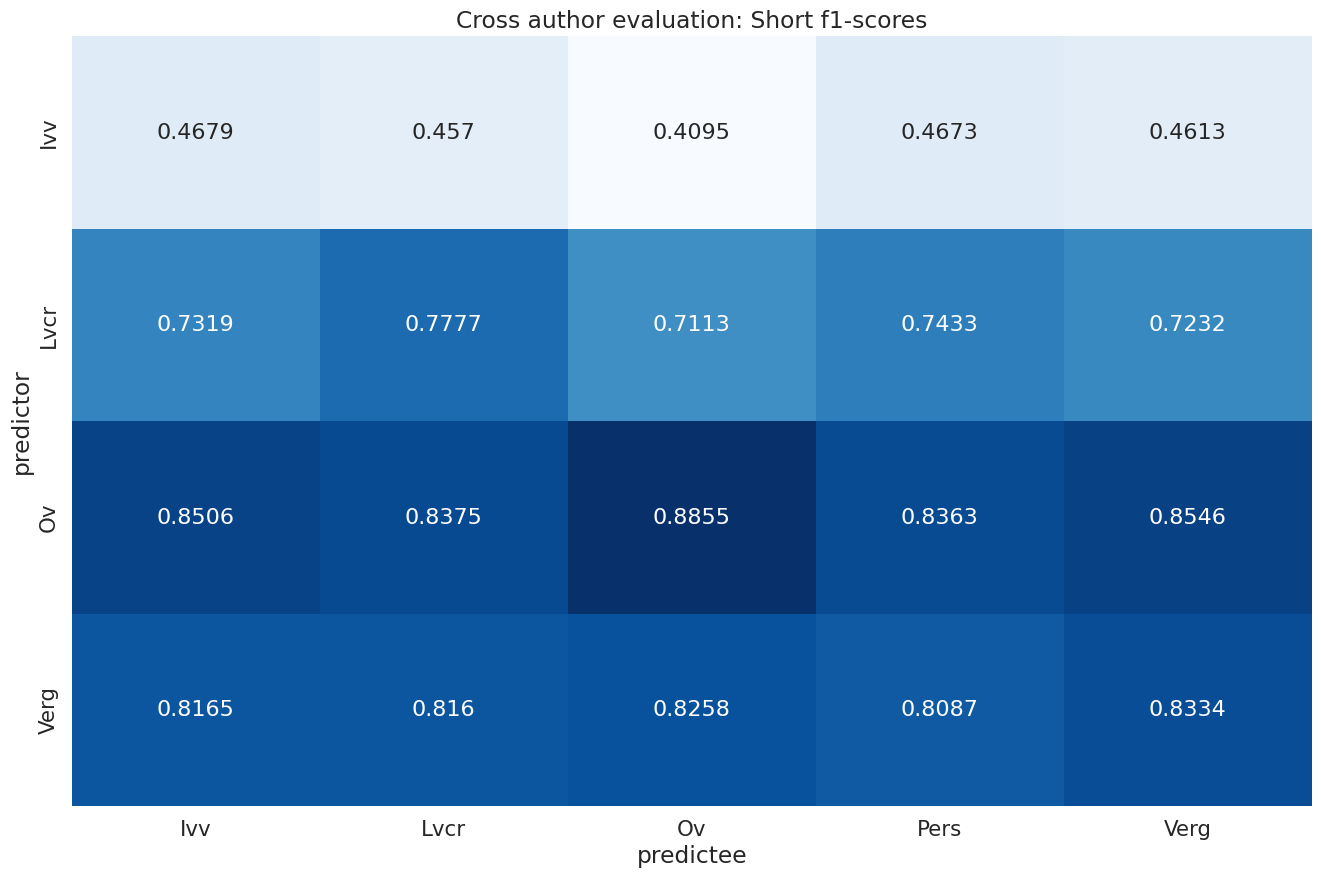 Cross author evaluation: Short f1-scores
predictor
Ivv
0.4679 0.457 0.4095 0.4673 0.4613
Lvcr
0.7319 0.7777 0.7113 0.7433 0.7232
Ov
0.8506 0.8375 0.8855 0.8363 0.8546
Verg
0.8165 0.816 0.8258 0.8087 0.8334
Ivv Lvcr Ov Pers Verg
predictee